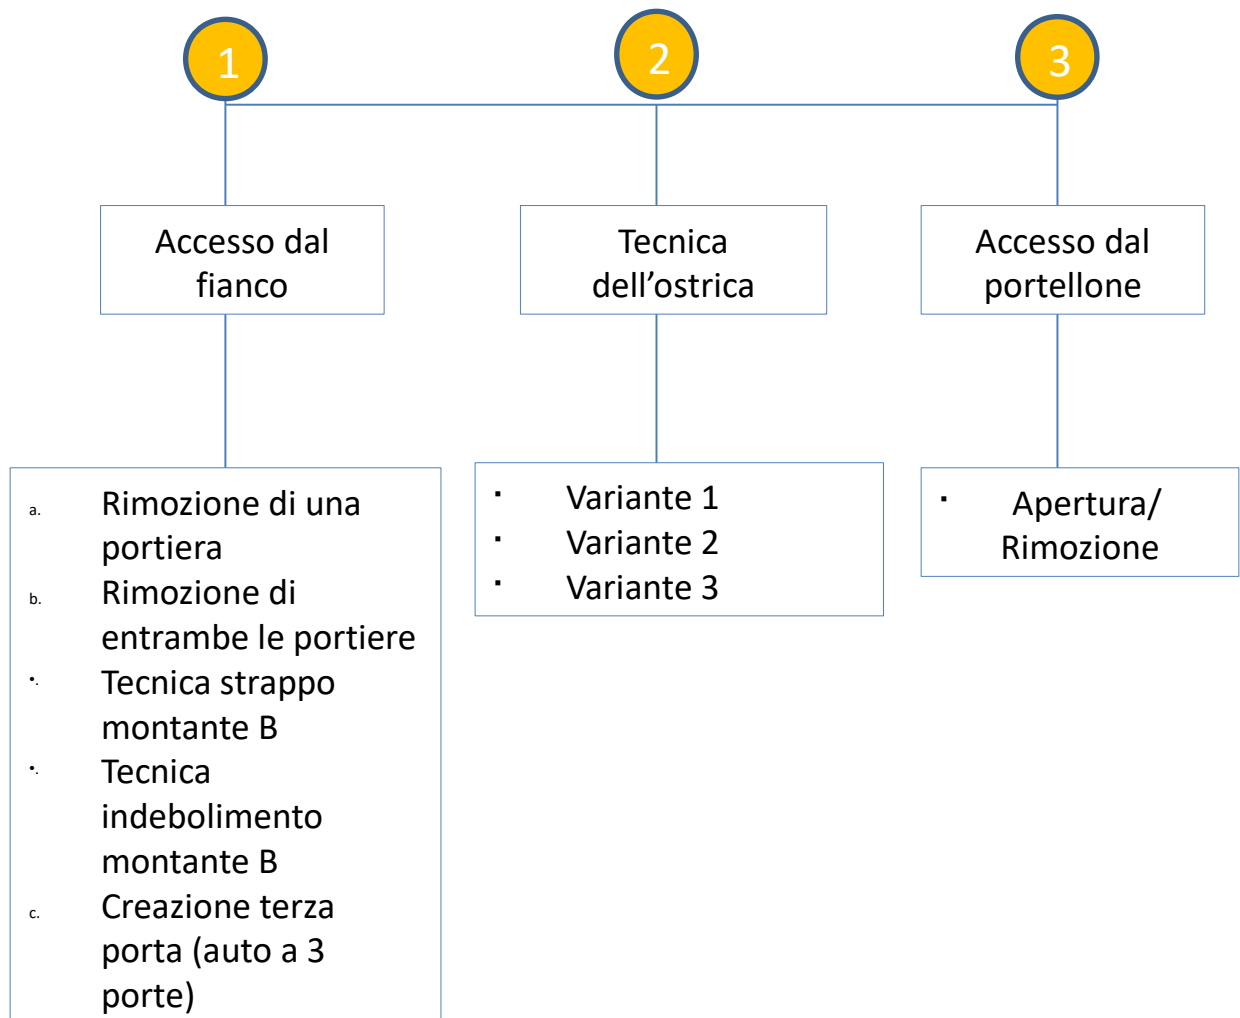 1
2
3
Accesso dal
fianco
Tecnica
dell’ostrica
Accesso dal
portellone
a. Rimozione di una
portiera
b. Rimozione di
entrambe le portiere
•. Tecnica strappo
montante B
•. Tecnica
indebolimento
montante B
c. Creazione terza
porta (auto a 3
porte)
▪ Variante 1
▪ Variante 2
▪ Variante 3
▪ Apertura/
Rimozione